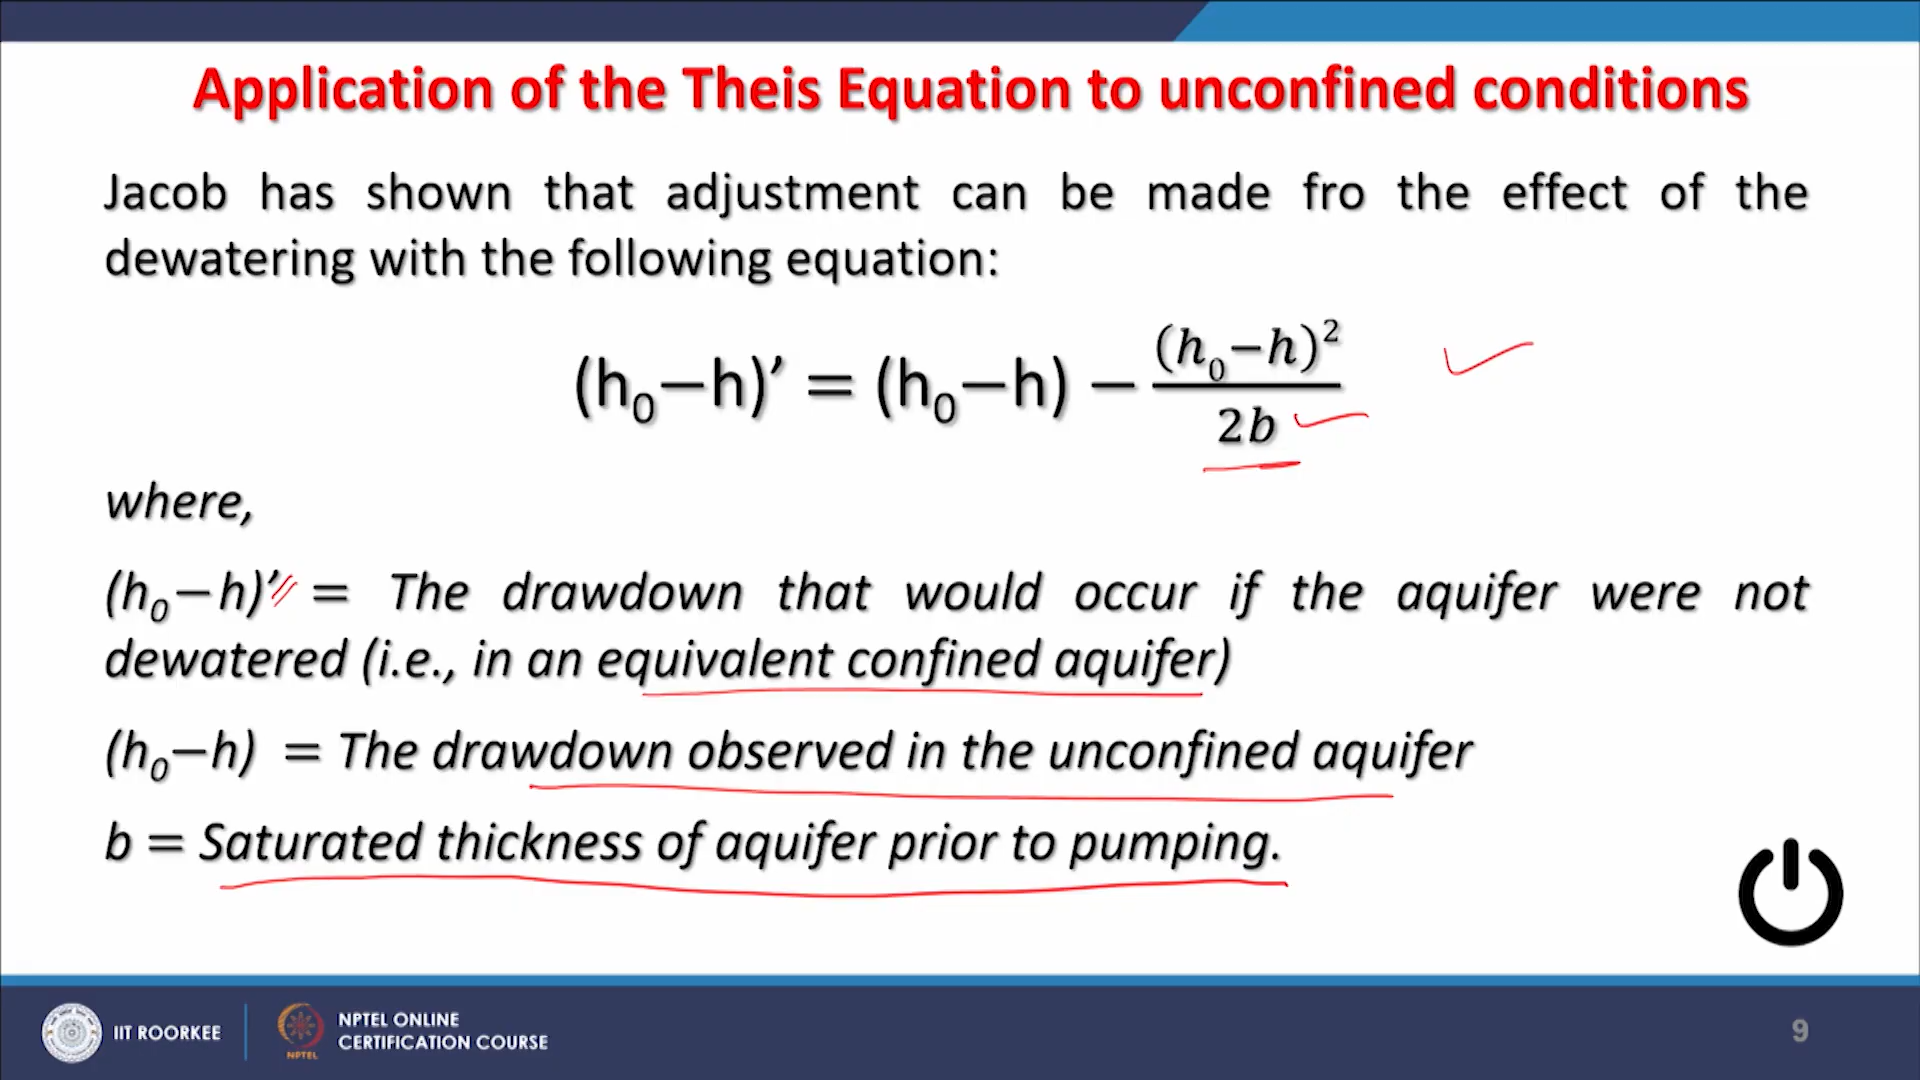 Application of the Theis Equation to unconfined conditions
Jacob has shown that adjustment can be made fro the effect of the
dewatering with the following equation:
(h₀−h)’ = (h₀−h) − (h₀−h)²/2b
where,
(h₀−h)’ = The drawdown that would occur if the aquifer were not
dewatered (i.e., in an equivalent confined aquifer)
(h₀−h) = The drawdown observed in the unconfined aquifer
b = Saturated thickness of aquifer prior to pumping.
IIT ROORKEE
NPTEL
NPTEL ONLINE
CERTIFICATION COURSE
9